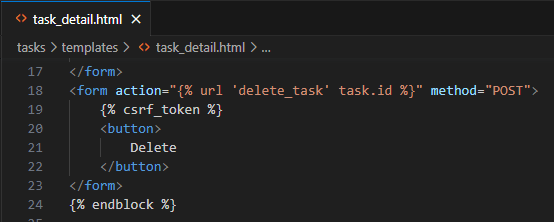 <> task_detail.html ×
tasks > templates > <> task_detail.html > ...
17 </form>
18 <form action="{% url 'delete_task' task.id %}" method="POST">
19     {% csrf_token %}
20     <button>
21         Delete
22     </button>
23 </form>
24 {% endblock %}